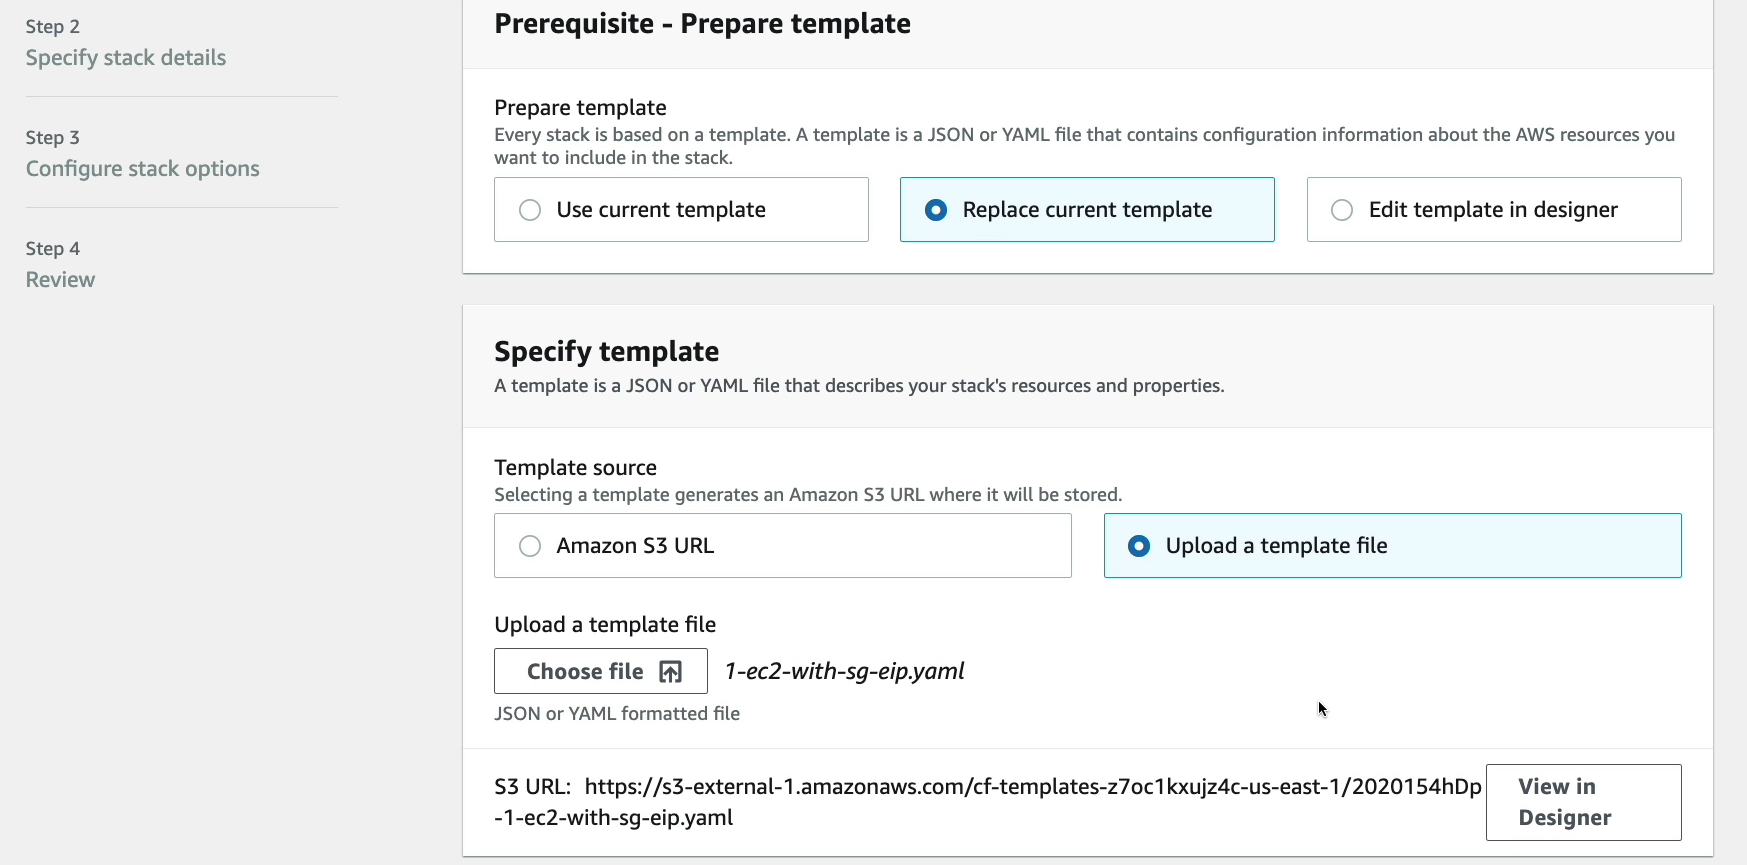 Step 2
Specify stack details
Step 3
Configure stack options
Step 4
Review
Prerequisite - Prepare template
Prepare template
Every stack is based on a template. A template is a JSON or YAML file that contains configuration information about the AWS resources you
want to include in the stack.
Use current template
Replace current template
Edit template in designer
Specify template
A template is a JSON or YAML file that describes your stack's resources and properties.
Template source
Selecting a template generates an Amazon S3 URL where it will be stored.
Amazon S3 URL
Upload a template file
Upload a template file
Choose file
1-ec2-with-sg-eip.yaml
JSON or YAML formatted file
S3 URL: https://s3-external-1.amazonaws.com/cf-templates-z7oc1kxujz4c-us-east-1/2020154hDp
-1-ec2-with-sg-eip.yaml
View in
Designer